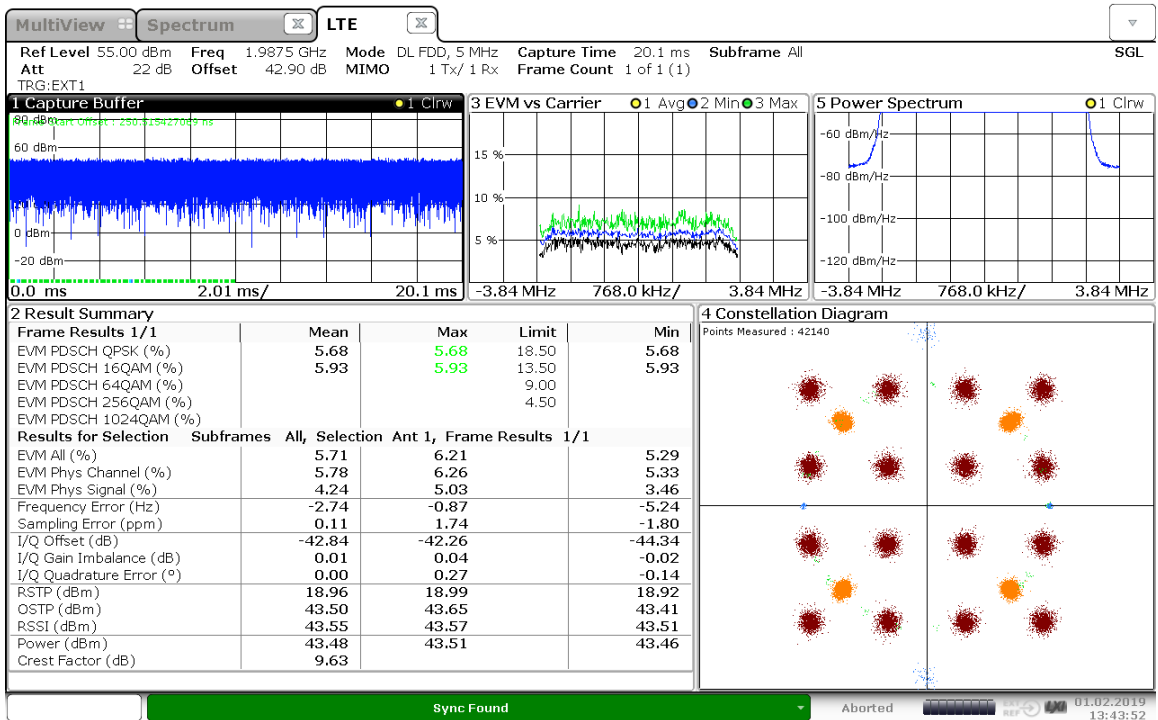 MultiView Spectrum LTE
Ref Level 55.00 dBm Freq 1.9875 GHz Mode DL FDD, 5 MHz Capture Time 20.1 ms Subframe All SGL
Att 22 dB Offset 42.90 dB MIMO 1 Tx/ 1 Rx Frame Count 1 of 1 (1)
TRG:EXT1
1 Capture Buffer 1 Clrw
80 dBm
Frame Start Offset : 250.515427069 ns
60 dBm
0 dBm
-20 dBm
0.0 ms 2.01 ms/ 20.1 ms
3 EVM vs Carrier 1 Avg 2 Min 3 Max
15 %
10 %
5 %
-3.84 MHz 768.0 kHz/ 3.84 MHz
5 Power Spectrum 1 Clrw
-60 dBm/Hz
-80 dBm/Hz
-100 dBm/Hz
-120 dBm/Hz
-3.84 MHz 768.0 kHz/ 3.84 MHz
2 Result Summary
Frame Results 1/1 Mean Max Limit Min
EVM PDSCH QPSK (%) 5.68 5.68 18.50 5.68
EVM PDSCH 16QAM (%) 5.93 5.93 13.50 5.93
EVM PDSCH 64QAM (%) 9.00
EVM PDSCH 256QAM (%) 4.50
EVM PDSCH 1024QAM (%)
Results for Selection Subframes All, Selection Ant 1, Frame Results 1/1
EVM All (%) 5.71 6.21 5.29
EVM Phys Channel (%) 5.78 6.26 5.33
EVM Phys Signal (%) 4.24 5.03 3.46
Frequency Error (Hz) -2.74 -0.87 -5.24
Sampling Error (ppm) 0.11 1.74 -1.80
I/Q Offset (dB) -42.84 -42.26 -44.34
I/Q Gain Imbalance (dB) 0.01 0.04 -0.02
I/Q Quadrature Error (°) 0.00 0.27 -0.14
RSTP (dBm) 18.96 18.99 18.92
OSTP (dBm) 43.50 43.65 43.41
RSSI (dBm) 43.55 43.57 43.51
Power (dBm) 43.48 43.51 43.46
Crest Factor (dB) 9.63
4 Constellation Diagram
Points Measured : 42140
Sync Found Aborted EXT REF LXI 01.02.2019
13:43:52